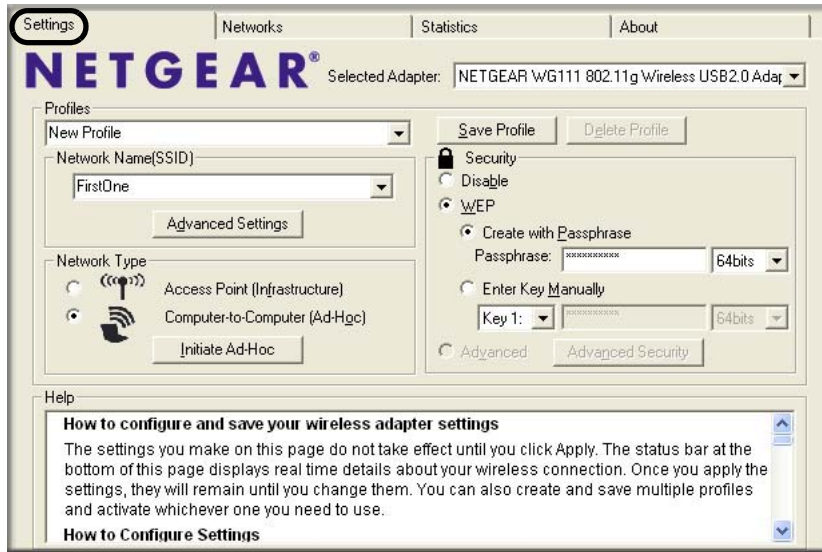 Settings
Networks
Statistics
About
NETGEAR®
Selected Adapter:
NETGEAR WG111 802.11g Wireless USB2.0 Adap
Profiles
New Profile
Save Profile
Delete Profile
Network Name(SSID)
FirstOne
Advanced Settings
Security
Disable
WEP
Create with Passphrase
Passphrase:
××××××××××
64bits
Enter Key Manually
Key 1:
××××××××××
64bits
Advanced
Advanced Security
Network Type
Access Point (Infrastructure)
Computer-to-Computer (Ad-Hoc)
Initiate Ad-Hoc
Help
How to configure and save your wireless adapter settings
The settings you make on this page do not take effect until you click Apply. The status bar at the
bottom of this page displays real time details about your wireless connection. Once you apply the
settings, they will remain until you change them. You can also create and save multiple profiles
and activate whichever one you need to use.
How to Configure Settings